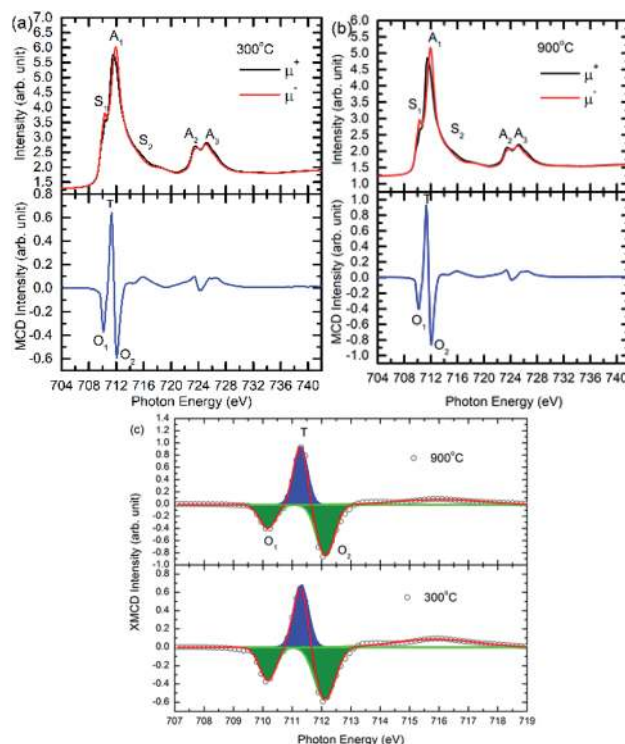 (a)
6.0
5.5
5.0
4.5
4.0
3.5
3.0
2.5
2.0
1.5
Intensity (arb. unit)
A₁
300°C
μ⁺
μ⁻
S₁
S₂
A₂
A₃
0.6
0.4
0.2
0.0
-0.2
-0.4
-0.6
MCD Intensity (arb. unit)
T
O₁
O₂
704 708 712 716 720 724 728 732 736 740
Photon Energy (eV)
(b)
6.0
5.5
5.0
4.5
4.0
3.5
3.0
2.5
2.0
1.5
1.0
Intensity (arb. unit)
A₁
900°C
μ⁺
μ⁻
S₁
S₂
A₂
A₃
1.0
0.8
0.6
0.4
0.2
0.0
-0.2
-0.4
-0.6
-0.8
-1.0
MCD Intensity (arb. unit)
T
O₁
O₂
704 708 712 716 720 724 728 732 736 740
Photon Energy (eV)
(c)
1.4
1.2
1.0
0.8
0.6
0.4
0.2
0.0
-0.2
-0.4
-0.6
-0.8
-1.0
T
900°C
O₁
O₂
XMCD Intensity (arb. unit)
0.8
0.6
0.4
0.2
0.0
-0.2
-0.4
-0.6
-0.8
300°C
707 708 709 710 711 712 713 714 715 716 717 718 719
Photon Energy (eV)